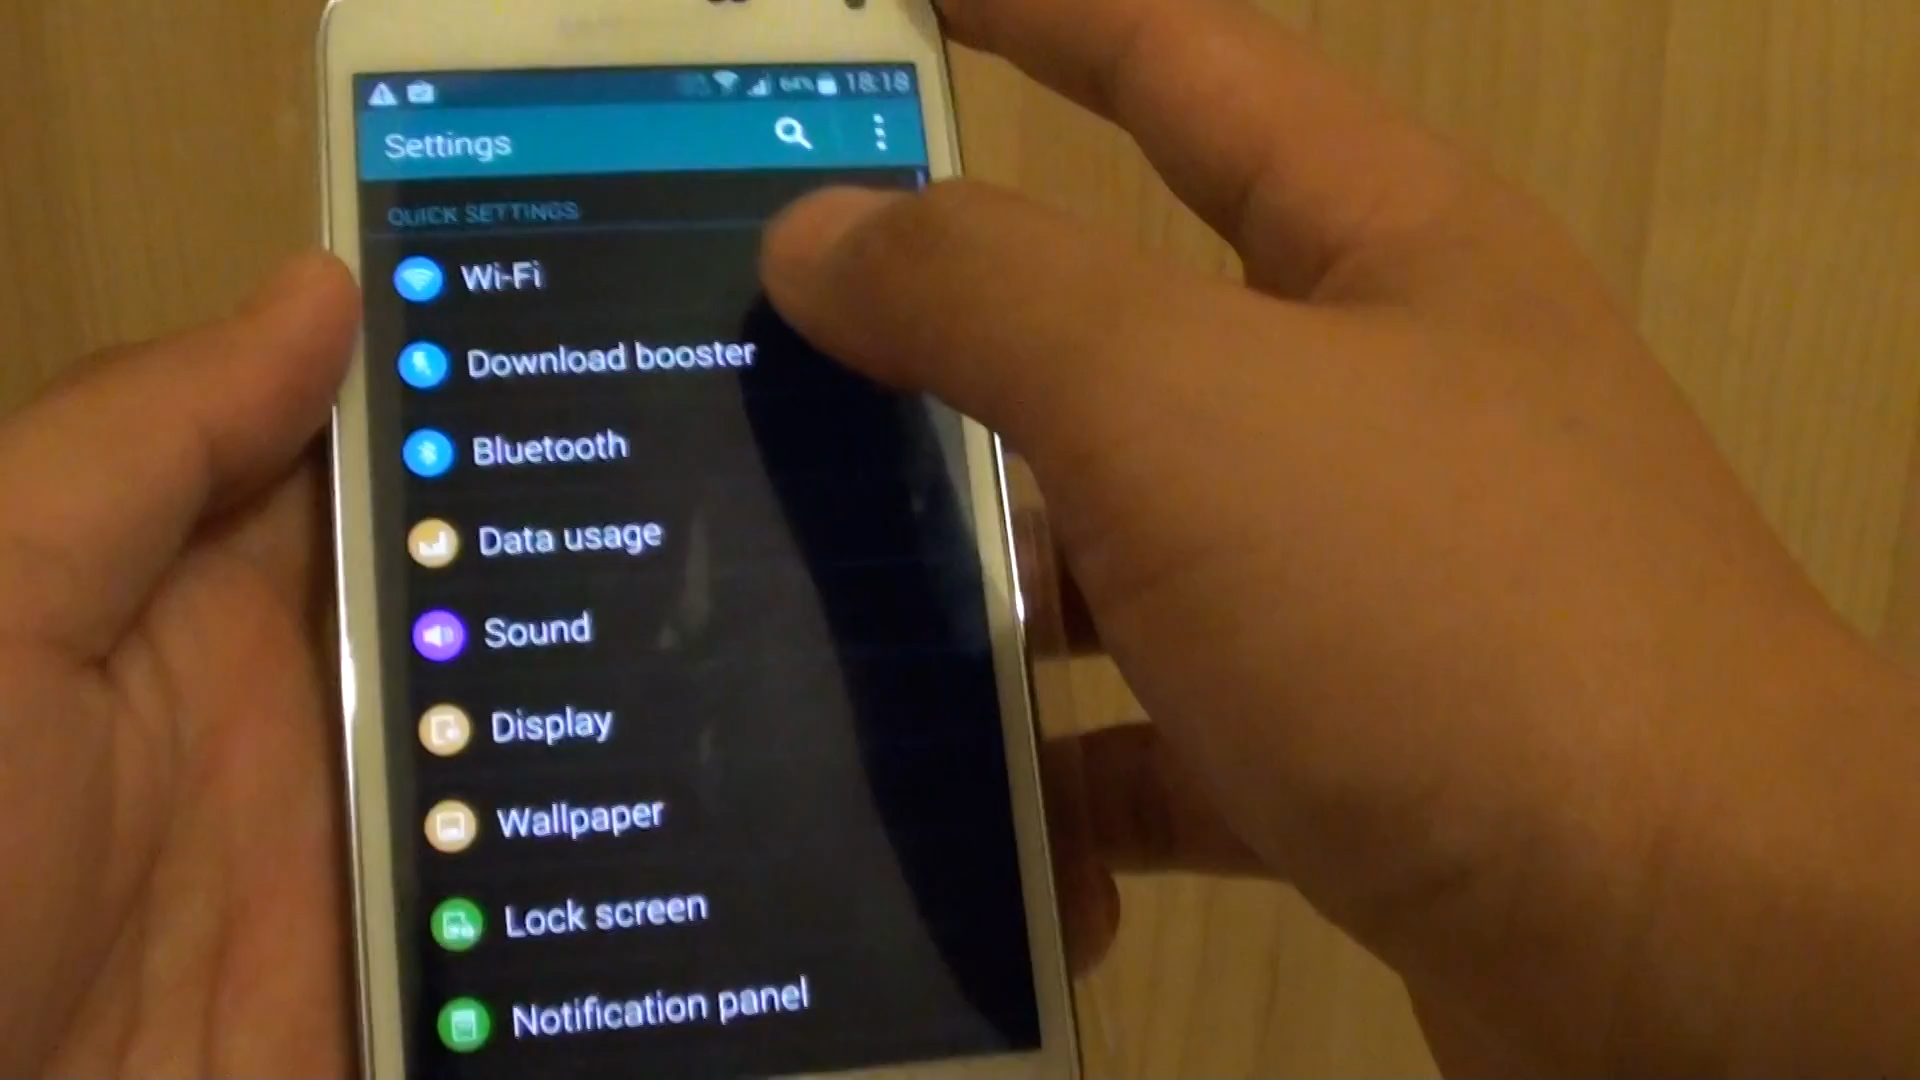 64% 18:18
Settings
QUICK SETTINGS
Wi-Fi
Download booster
Bluetooth
Data usage
Sound
Display
Wallpaper
Lock screen
Notification panel